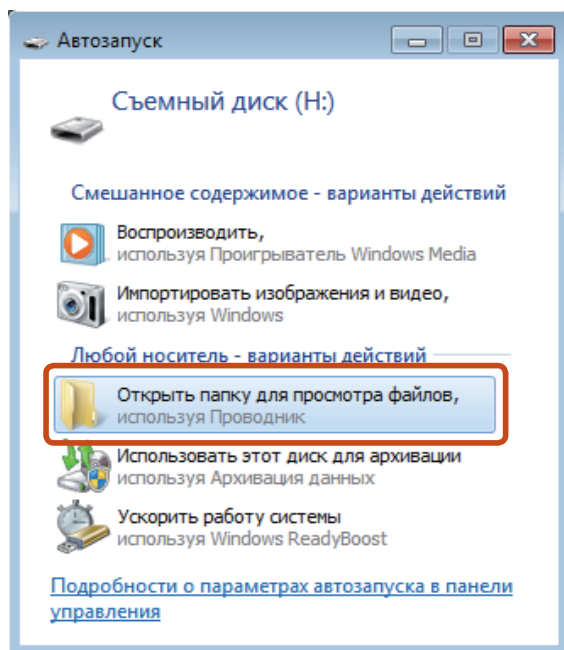 Автозапуск
Съемный диск (H:)
Смешанное содержимое - варианты действий
Воспроизводить,
используя Проигрыватель Windows Media
Импортировать изображения и видео,
используя Windows
Любой носитель - варианты действий
Открыть папку для просмотра файлов,
используя Проводник
Использовать этот диск для архивации
используя Архивация данных
Ускорить работу системы
используя Windows ReadyBoost
Подробности о параметрах автозапуска в панели
управления